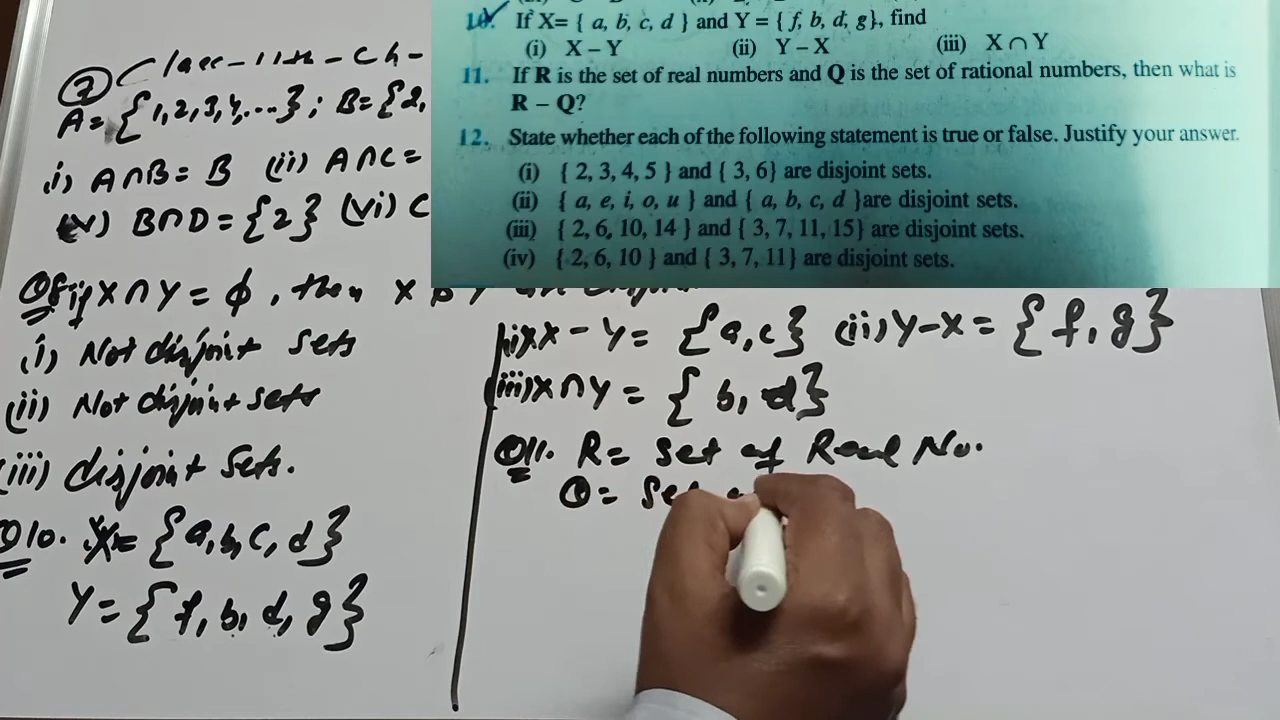 10. If X= { a, b, c, d } and Y = { f, b, d, g}, find
(i) X – Y (ii) Y – X (iii) X ∩ Y
11. If R is the set of real numbers and Q is the set of rational numbers, then what is
R – Q?
12. State whether each of the following statement is true or false. Justify your answer.
(i) { 2, 3, 4, 5 } and { 3, 6} are disjoint sets.
(ii) { a, e, i, o, u } and { a, b, c, d }are disjoint sets.
(iii) { 2, 6, 10, 14 } and { 3, 7, 11, 15} are disjoint sets.
(iv) { 2, 6, 10 } and { 3, 7, 11} are disjoint sets.
Class-11th-Ch-
A= {1,2,3,4,...}; B={2,
(i) A∩B= B (ii) A∩C=
B∩D={2} (vi) C
if X∩Y= ϕ, then X
(i) Not disjoint sets
(ii) Not disjoint sets
(iii) disjoint sets.
Q10. X= {a,b,c,d}
Y={f,b,d,g}
(i) X-Y= {a,c} (ii) Y-X= {f,g}
(iii) X∩Y= { b, d}
Q11. R= set of Real No.
Q= Set